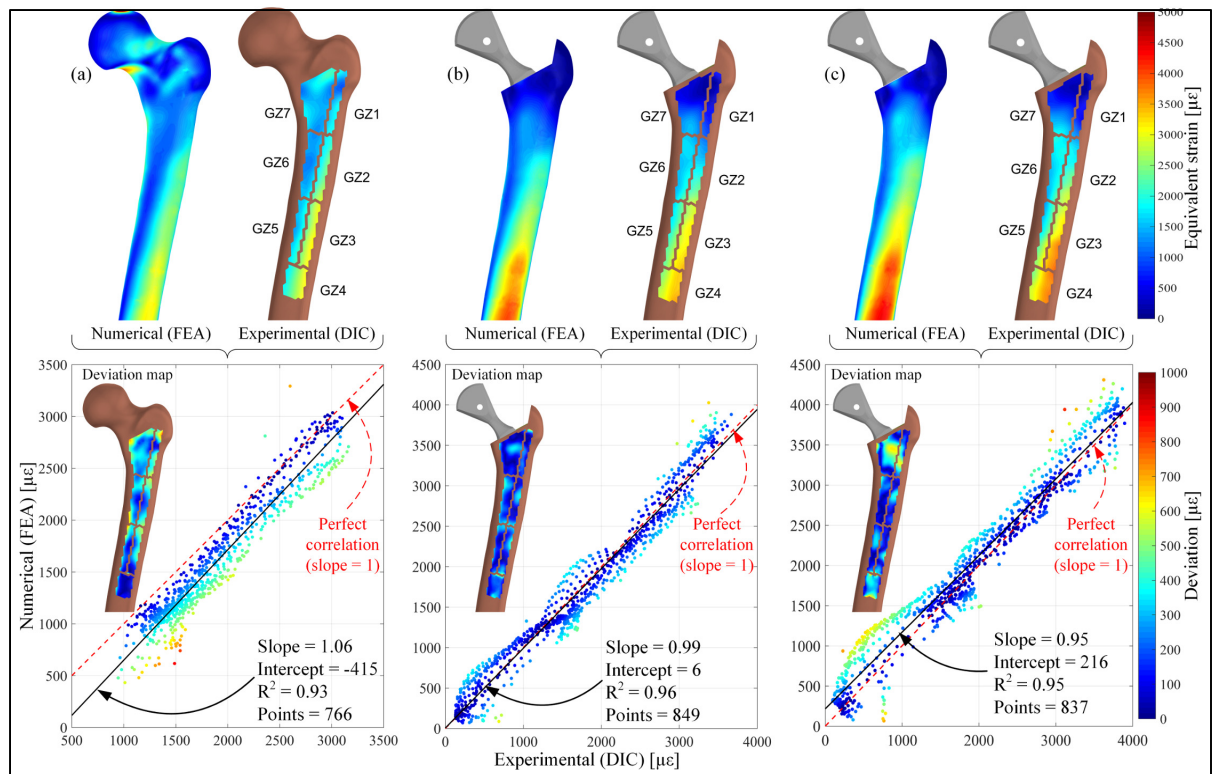 (a)
GZ7
GZ1
GZ6
GZ2
GZ5
GZ3
GZ4
(b)
GZ7
GZ1
GZ6
GZ2
GZ5
GZ3
GZ4
(c)
GZ7
GZ1
GZ6
GZ2
GZ5
GZ3
GZ4
5000
4500
4000
3500
3000
2500
2000
1500
1000
500
0
Equivalent strain [με]
Numerical (FEA)
Experimental (DIC)
Numerical (FEA)
Experimental (DIC)
Numerical (FEA)
Experimental (DIC)
Numerical (FEA) [με]
3500
3000
2500
2000
1500
1000
500
0
Deviation map
Perfect
correlation
(slope = 1)
Slope = 1.06
Intercept = -415
R² = 0.93
Points = 766
500
1000
1500
2000
2500
3000
3500
4500
4000
3500
3000
2500
2000
1500
1000
500
0
Deviation map
Perfect
correlation
(slope = 1)
Slope = 0.99
Intercept = 6
R² = 0.96
Points = 849
0
1000
2000
3000
4000
Experimental (DIC) [με]
4500
4000
3500
3000
2500
2000
1500
1000
500
0
Deviation map
Perfect
correlation
(slope = 1)
Slope = 0.95
Intercept = 216
R² = 0.95
Points = 837
0
1000
2000
3000
4000
1000
900
800
700
600
500
400
300
200
100
0
Deviation [με]